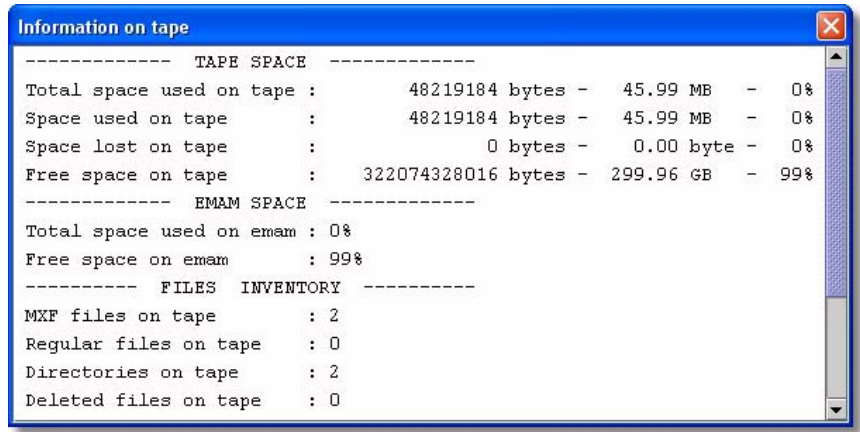 Information on tape
------------- TAPE SPACE -------------
Total space used on tape : 48219184 bytes - 45.99 MB - 0%
Space used on tape : 48219184 bytes - 45.99 MB - 0%
Space lost on tape : 0 bytes - 0.00 byte - 0%
Free space on tape : 322074328016 bytes - 299.96 GB - 99%
------------- EMAM SPACE -------------
Total space used on emam : 0%
Free space on emam : 99%
---------- FILES INVENTORY ----------
MXF files on tape : 2
Regular files on tape : 0
Directories on tape : 2
Deleted files on tape : 0